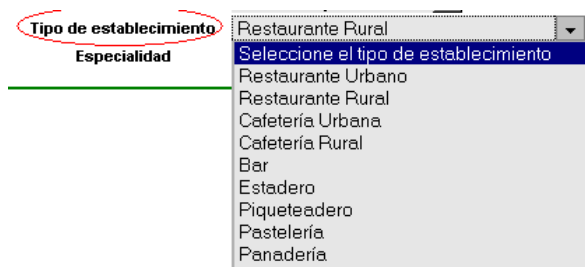 Tipo de establecimiento Restaurante Rural
Especialidad Seleccione el tipo de establecimiento
Restaurante Urbano
Restaurante Rural
Cafetería Urbana
Cafetería Rural
Bar
Estadero
Piqueteadero
Pastelería
Panadería